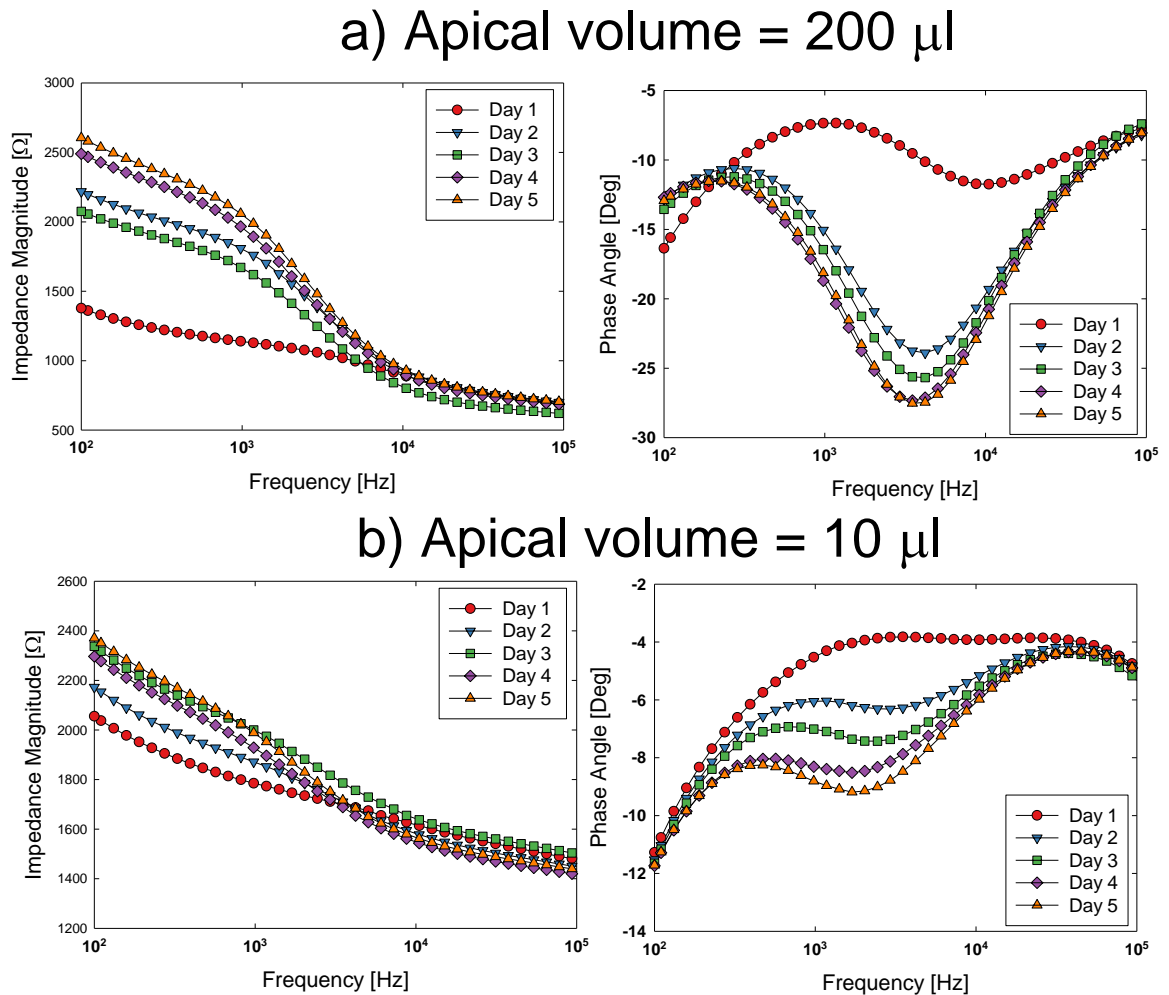 a) Apical volume = 200 μl
3000
2500
2000
1500
1000
500
10²
10³
10⁴
10⁵
Impedance Magnitude [Ω]
Frequency [Hz]
Day 1
Day 2
Day 3
Day 4
Day 5
-5
-10
-15
-20
-25
-30
10²
10³
10⁴
10⁵
Phase Angle [Deg]
Frequency [Hz]
Day 1
Day 2
Day 3
Day 4
Day 5
b) Apical volume = 10 μl
2600
2400
2200
2000
1800
1600
1400
1200
10²
10³
10⁴
10⁵
Impedance Magnitude [Ω]
Frequency [Hz]
Day 1
Day 2
Day 3
Day 4
Day 5
-2
-4
-6
-8
-10
-12
-14
10²
10³
10⁴
10⁵
Phase Angle [Deg]
Frequency [Hz]
Day 1
Day 2
Day 3
Day 4
Day 5